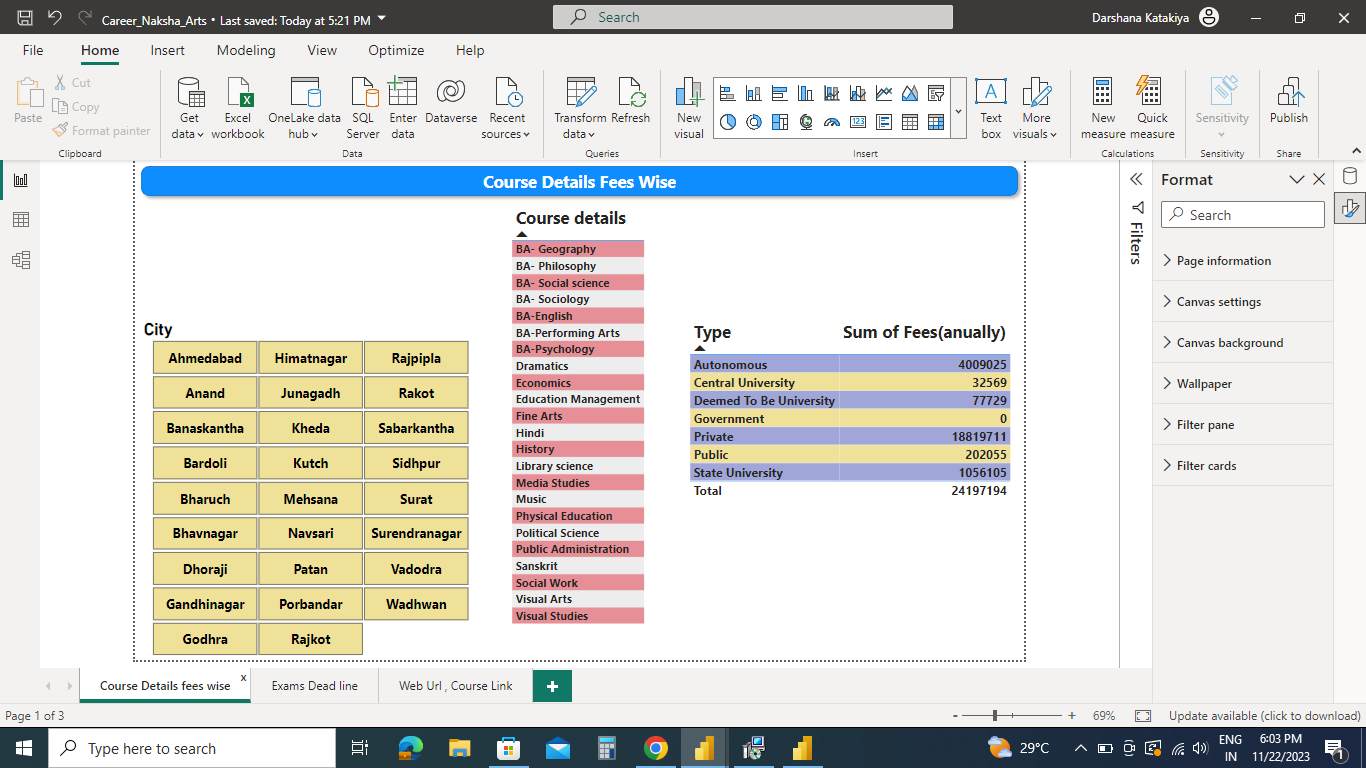 Career_Naksha_Arts • Last saved: Today at 5:21 PM
Search
Darshana Katakiya
File Home Insert Modeling View Optimize Help
Paste
Cut
Copy
Format painter
Clipboard
Get data
Excel workbook
OneLake data hub
SQL Server
Enter data
Dataverse
Recent sources
Data
Transform data
Refresh
Queries
New visual
Text box
More visuals
Insert
New measure
Quick measure
Calculations
Sensitivity
Sensitivity
Publish
Share
Course Details Fees Wise
City
Ahmedabad Himatnagar Rajpipla
Anand Junagadh Rakot
Banaskantha Kheda Sabarkantha
Bardoli Kutch Sidhpur
Bharuch Mehsana Surat
Bhavnagar Navsari Surendranagar
Dhoraji Patan Vadodra
Gandhinagar Porbandar Wadhwan
Godhra Rajkot
Course details
BA- Geography
BA- Philosophy
BA- Social science
BA- Sociology
BA-English
BA-Performing Arts
BA-Psychology
Dramatics
Economics
Education Management
Fine Arts
Hindi
History
Library science
Media Studies
Music
Physical Education
Political Science
Public Administration
Sanskrit
Social Work
Visual Arts
Visual Studies
Type Sum of Fees(anually)
Autonomous 4009025
Central University 32569
Deemed To Be University 77729
Government 0
Private 18819711
Public 202055
State University 1056105
Total 24197194
Filters
Format
Search
Page information
Canvas settings
Canvas background
Wallpaper
Filter pane
Filter cards
Course Details fees wise x Exams Dead line Web Url , Course Link +
Page 1 of 3 - + 69% Update available (click to download)
Type here to search
29°C
ENG
IN
6:03 PM
11/22/2023
1